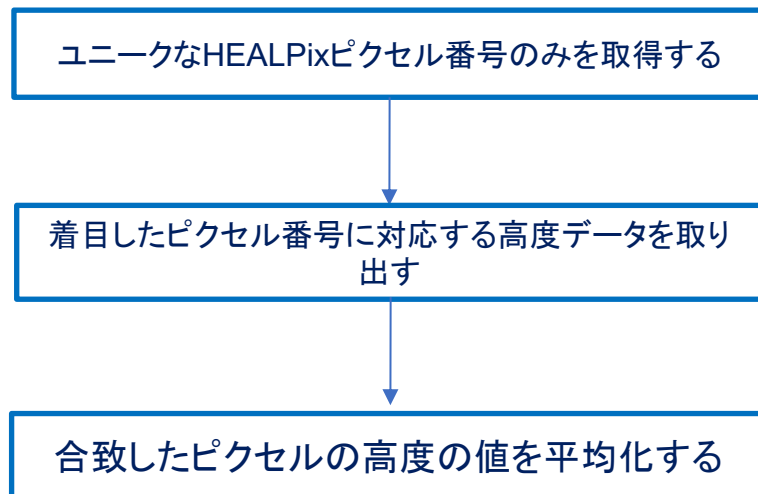 ユニークなHEALPixピクセル番号のみを取得する
着目したピクセル番号に対応する高度データを取り
出す
合致したピクセルの高度の値を平均化する